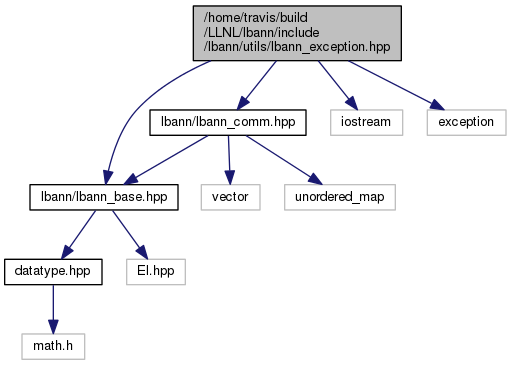 /home/travis/build
/LLNL/lbann/include
/lbann/utils/lbann_exception.hpp
lbann/lbann_comm.hpp
iostream
exception
lbann/lbann_base.hpp
vector
unordered_map
datatype.hpp
El.hpp
math.h